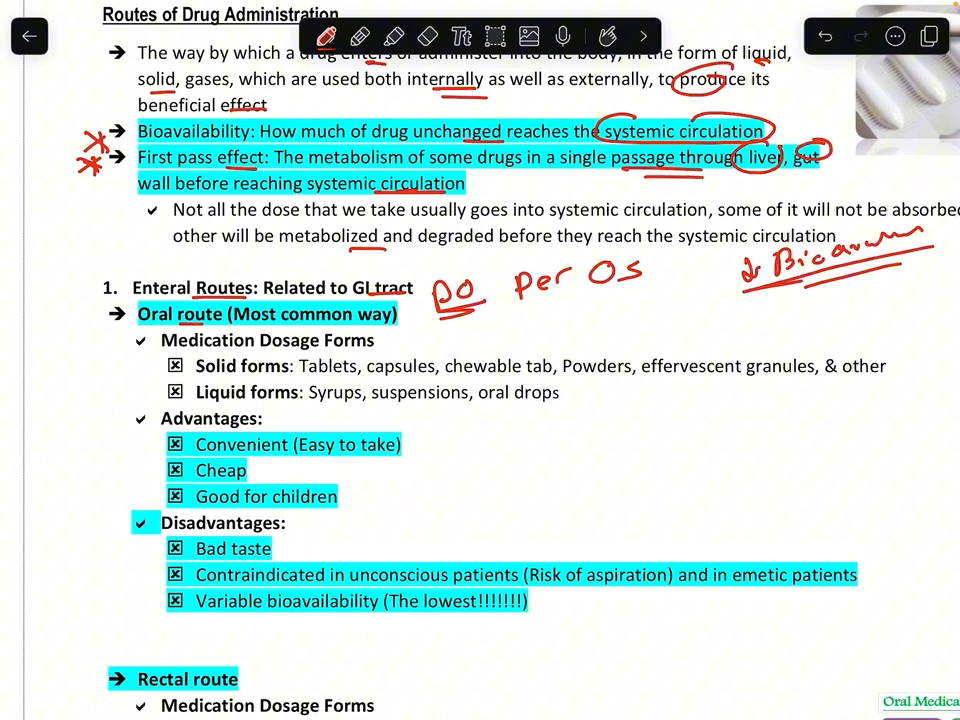 Routes of Drug Administration
➔ The way by which a drug enters or administer into the body, in the form of liquid,
solid, gases, which are used both internally as well as externally, to produce its
beneficial effect
➔ Bioavailability: How much of drug unchanged reaches the systemic circulation
➔ First pass effect: The metabolism of some drugs in a single passage through liver, gut
wall before reaching systemic circulation
✓ Not all the dose that we take usually goes into systemic circulation, some of it will not be absorbed
other will be metabolized and degraded before they reach the systemic circulation
1. Enteral Routes: Related to GI tract
PO Per Os
➔ Oral route (Most common way)
✓ Medication Dosage Forms
☒ Solid forms: Tablets, capsules, chewable tab, Powders, effervescent granules, & other
☒ Liquid forms: Syrups, suspensions, oral drops
✓ Advantages:
☒ Convenient (Easy to take)
☒ Cheap
☒ Good for children
✓ Disadvantages:
☒ Bad taste
☒ Contraindicated in unconscious patients (Risk of aspiration) and in emetic patients
☒ Variable bioavailability (The lowest!!!!!!!)
➔ Rectal route
✓ Medication Dosage Forms
Oral Medica